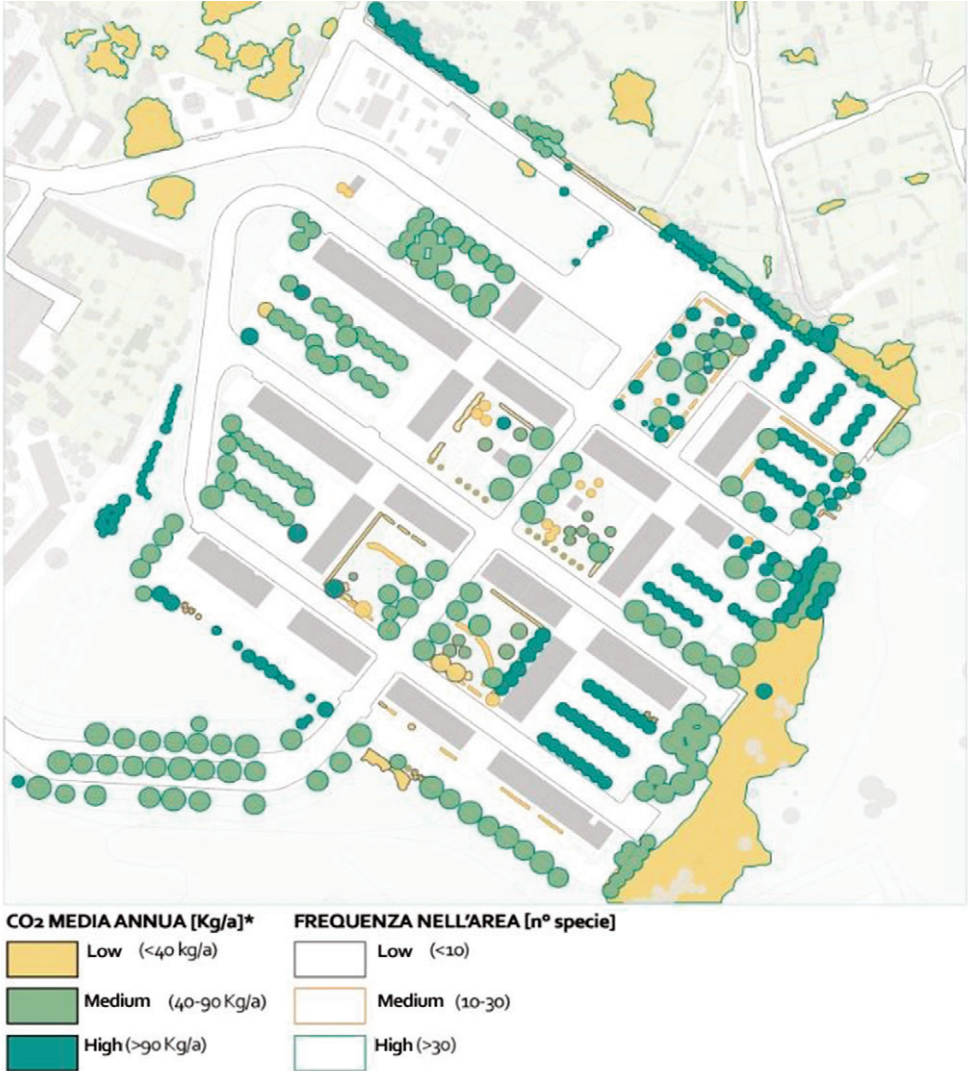 CO2 MEDIA ANNUA [Kg/a]*
Low (<40 kg/a)
Medium (40-90 Kg/a)
High (>90 Kg/a)
FREQUENZA NELL'AREA [n° specie]
Low (<10)
Medium (10-30)
High (>30)